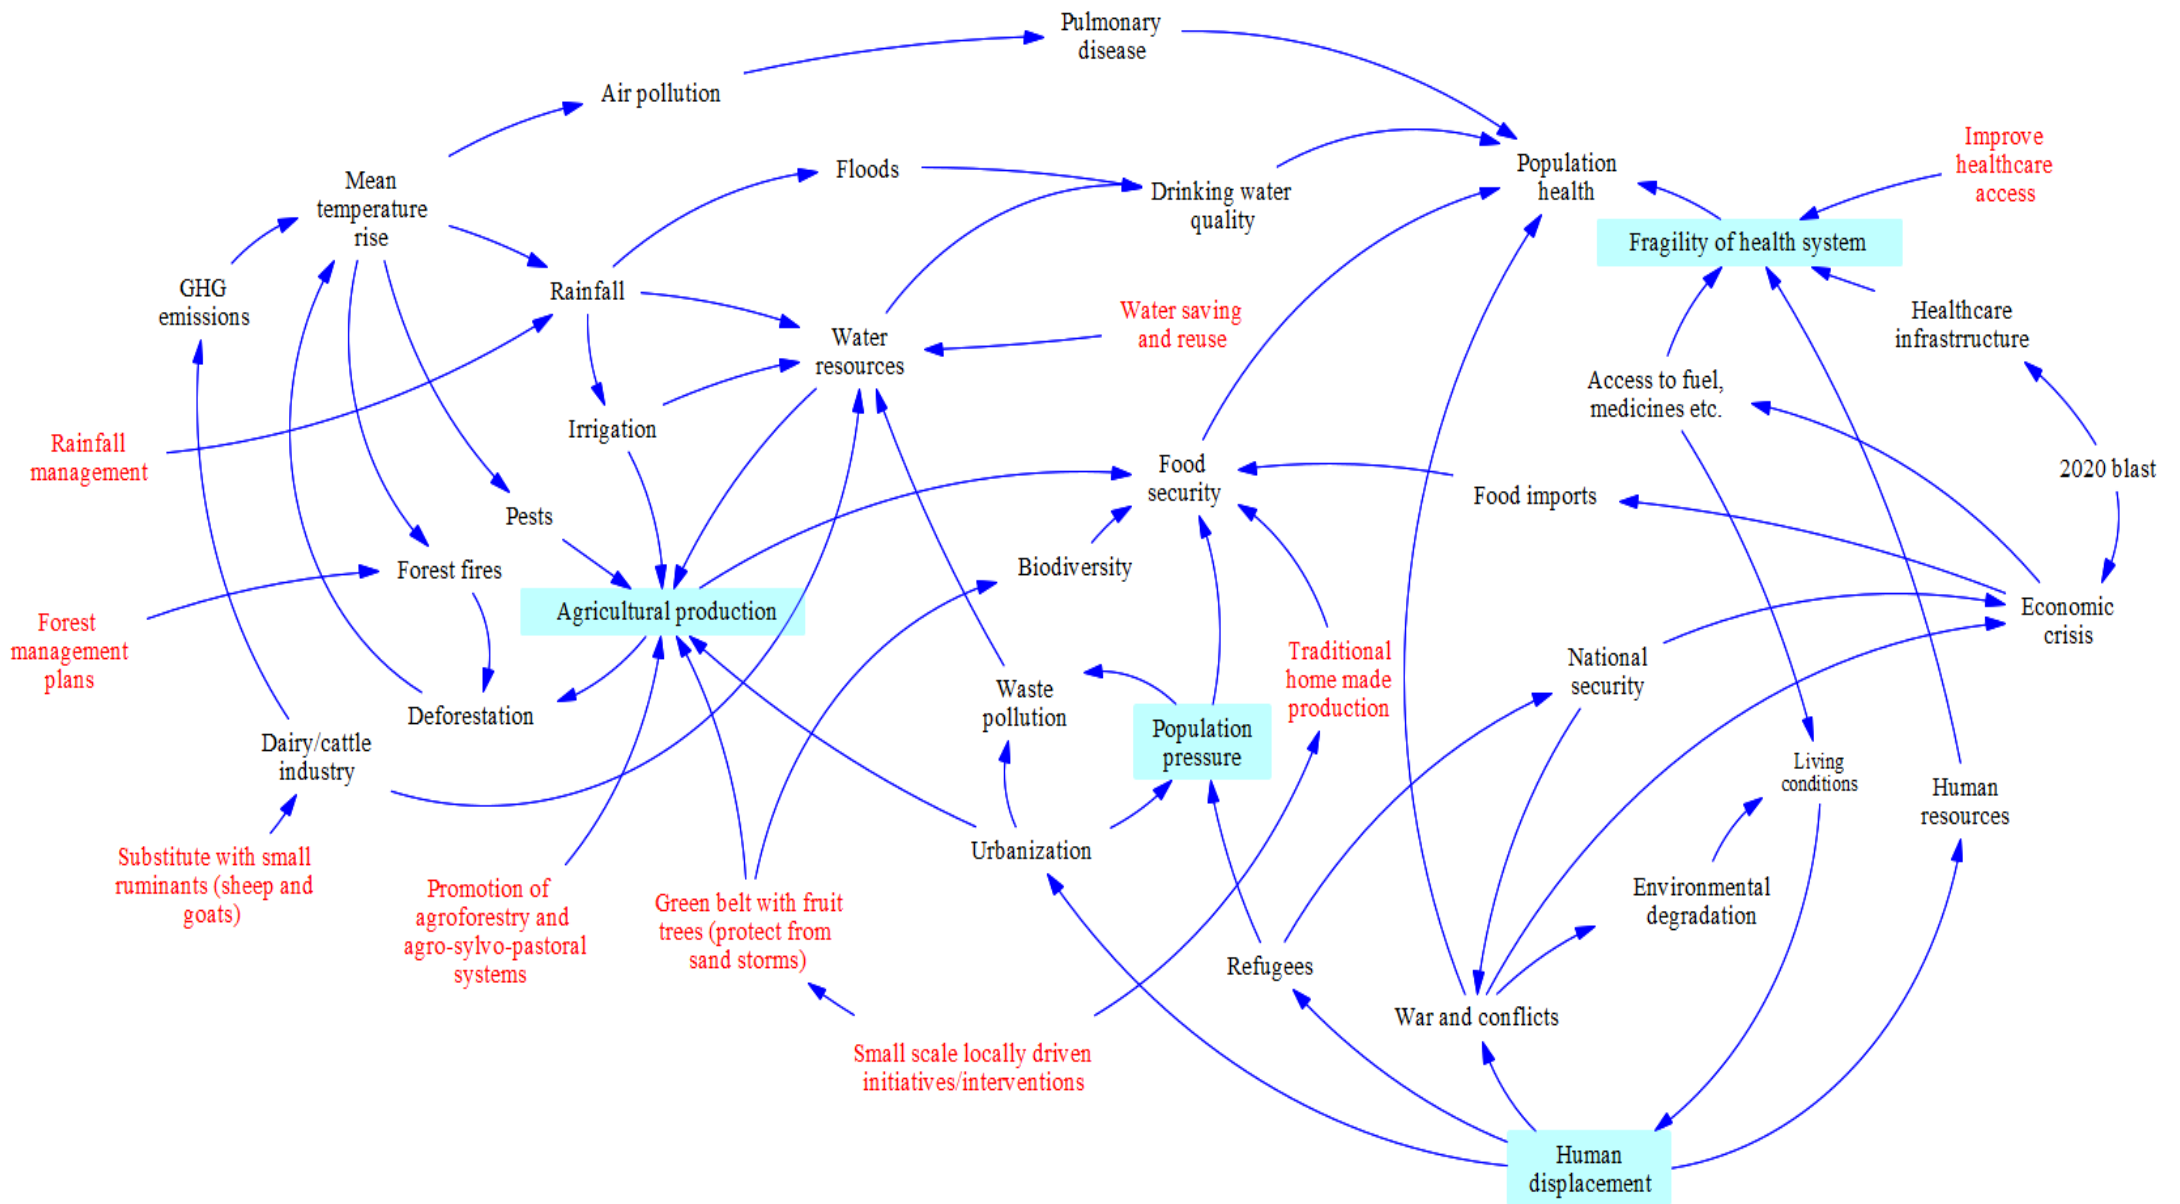 Pulmonary
disease
Air pollution
Population
health
Improve
healthcare
access
Mean
temperature
rise
Floods
Drinking water
quality
Fragility of health system
GHG
emissions
Rainfall
Water
resources
Water saving
and reuse
Healthcare
infrastrructure
Access to fuel,
medicines etc.
Rainfall
management
Irrigation
Food
security
Food imports
2020 blast
Pests
Forest fires
Biodiversity
Agricultural production
Economic
crisis
Forest
management
plans
Traditional
home made
production
National
security
Deforestation
Waste
pollution
Population
pressure
Dairy/cattle
industry
Living
conditions
Human
resources
Substitute with small
ruminants (sheep and
goats)
Promotion of
agroforestry and
agro-sylvo-pastoral
systems
Green belt with fruit
trees (protect from
sand storms)
Urbanization
Environmental
degradation
Refugees
War and conflicts
Small scale locally driven
initiatives/interventions
Human
displacement